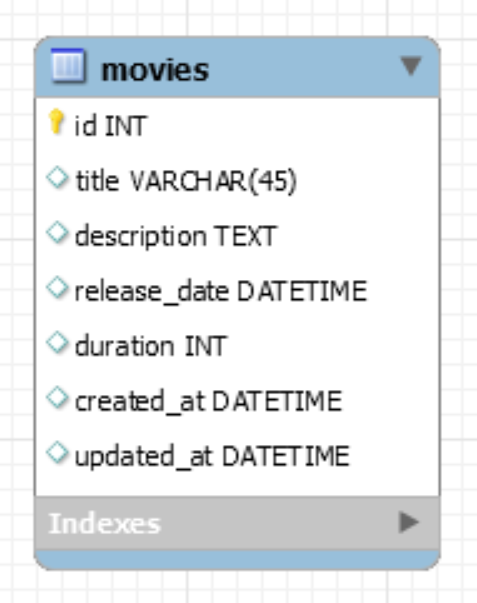 movies
id INT
title VARCHAR(45)
description TEXT
release_date DATETIME
duration INT
created_at DATETIME
updated_at DATETIME
Indexes